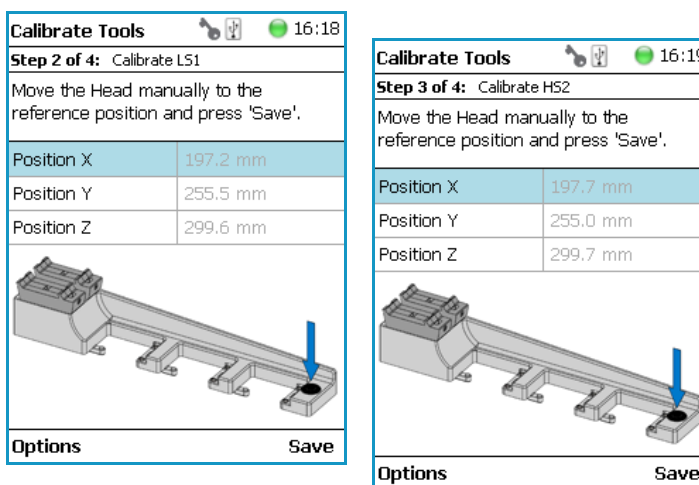 Calibrate Tools 16:18
Step 2 of 4: Calibrate LS1
Move the Head manually to the
reference position and press 'Save'.
Position X 197.2 mm
Position Y 255.5 mm
Position Z 299.6 mm
Options Save
Calibrate Tools 16:19
Step 3 of 4: Calibrate HS2
Move the Head manually to the
reference position and press 'Save'.
Position X 197.7 mm
Position Y 255.0 mm
Position Z 299.7 mm
Options Save